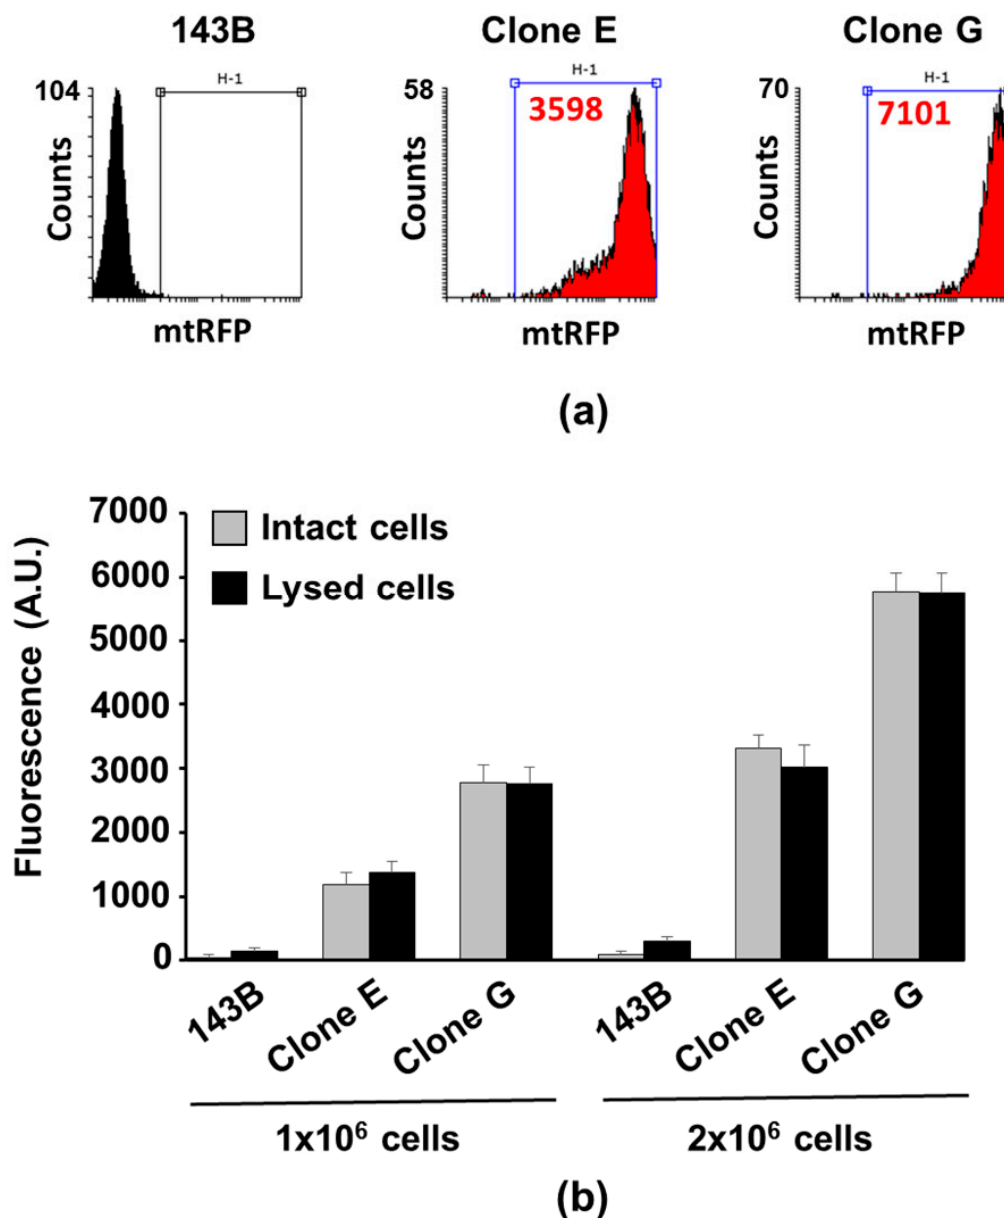 143B Clone E Clone G
H-1 H-1 H-1
104 58 70
3598 7101
Counts Counts Counts
mtRFP mtRFP mtRFP
(a)
7000
6000
5000
4000
3000
2000
1000
0
Fluorescence (A.U.)
Intact cells
Lysed cells
143B Clone E Clone G 143B Clone E Clone G
1x10⁶ cells 2x10⁶ cells
(b)